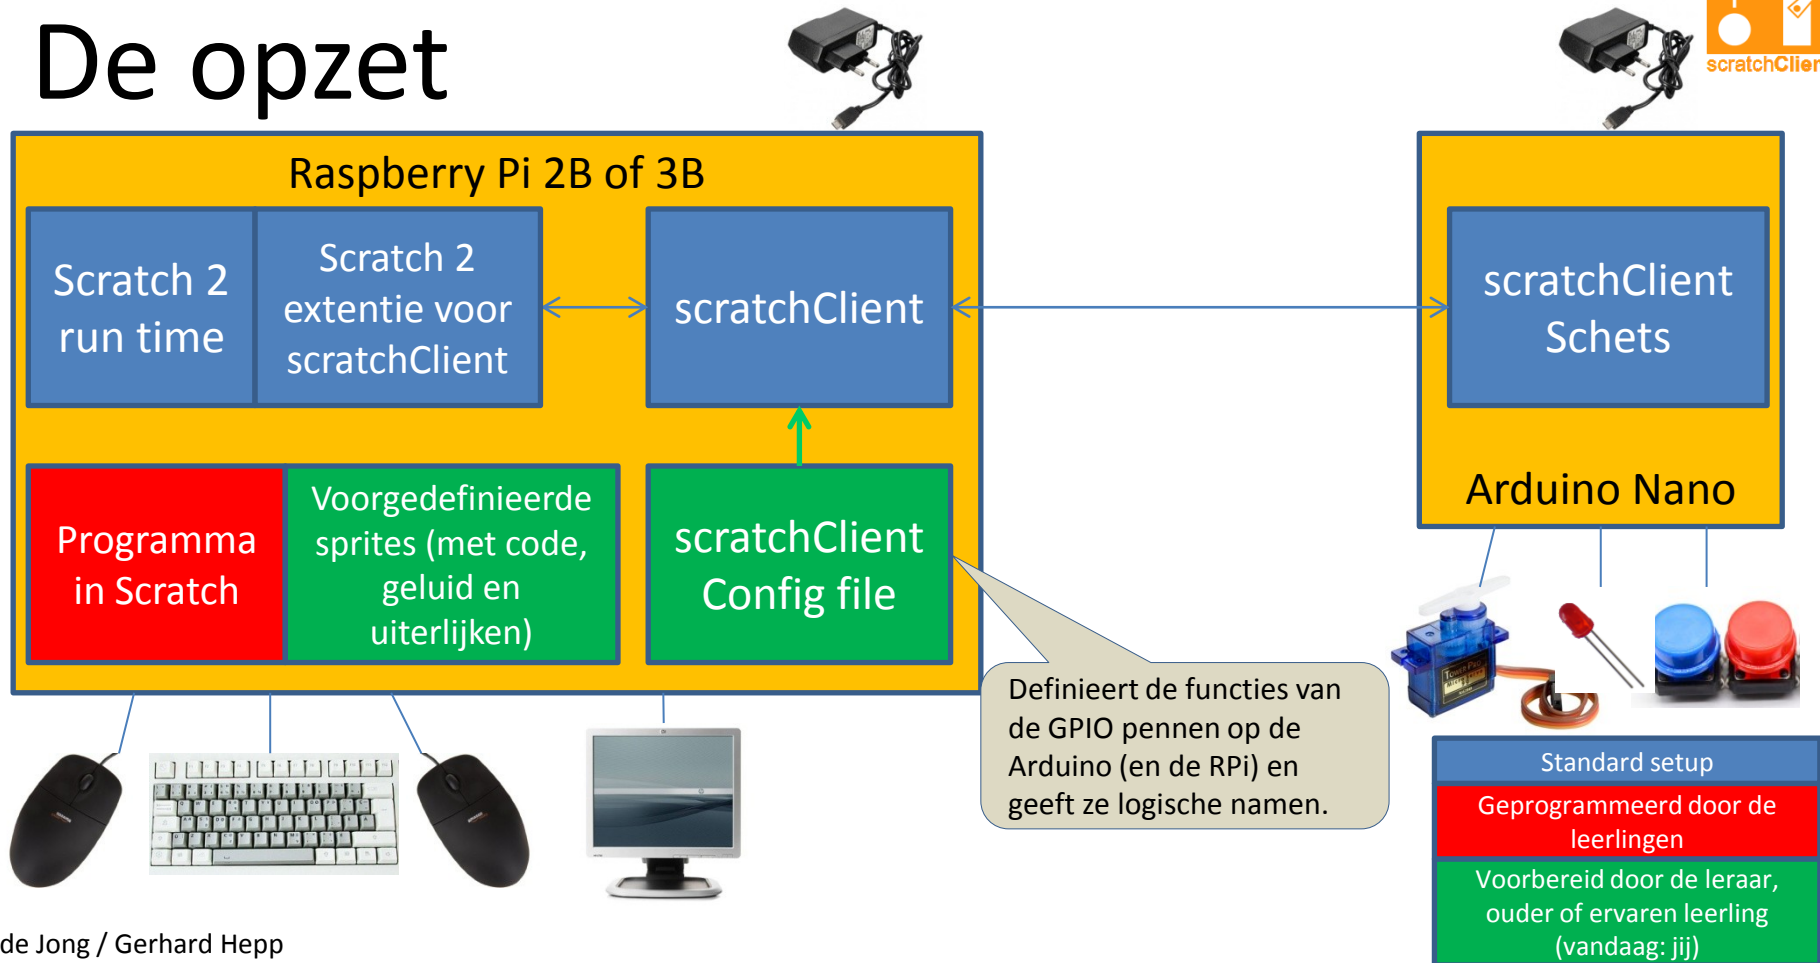 De opzet
scratchClien
Raspberry Pi 2B of 3B
Scratch 2
run time
Scratch 2
extentie voor
scratchClient
scratchClient
scratchClient
Schets
Programma
in Scratch
Voorgedefinieerde
sprites (met code,
geluid en
uiterlijken)
scratchClient
Config file
Arduino Nano
Definieert de functies van
de GPIO pennen op de
Arduino (en de RPi) en
geeft ze logische namen.
Tower Pro
Standard setup
Geprogrammeerd door de
leerlingen
Voorbereid door de leraar,
ouder of ervaren leerling
(vandaag: jij)
de Jong / Gerhard Hepp